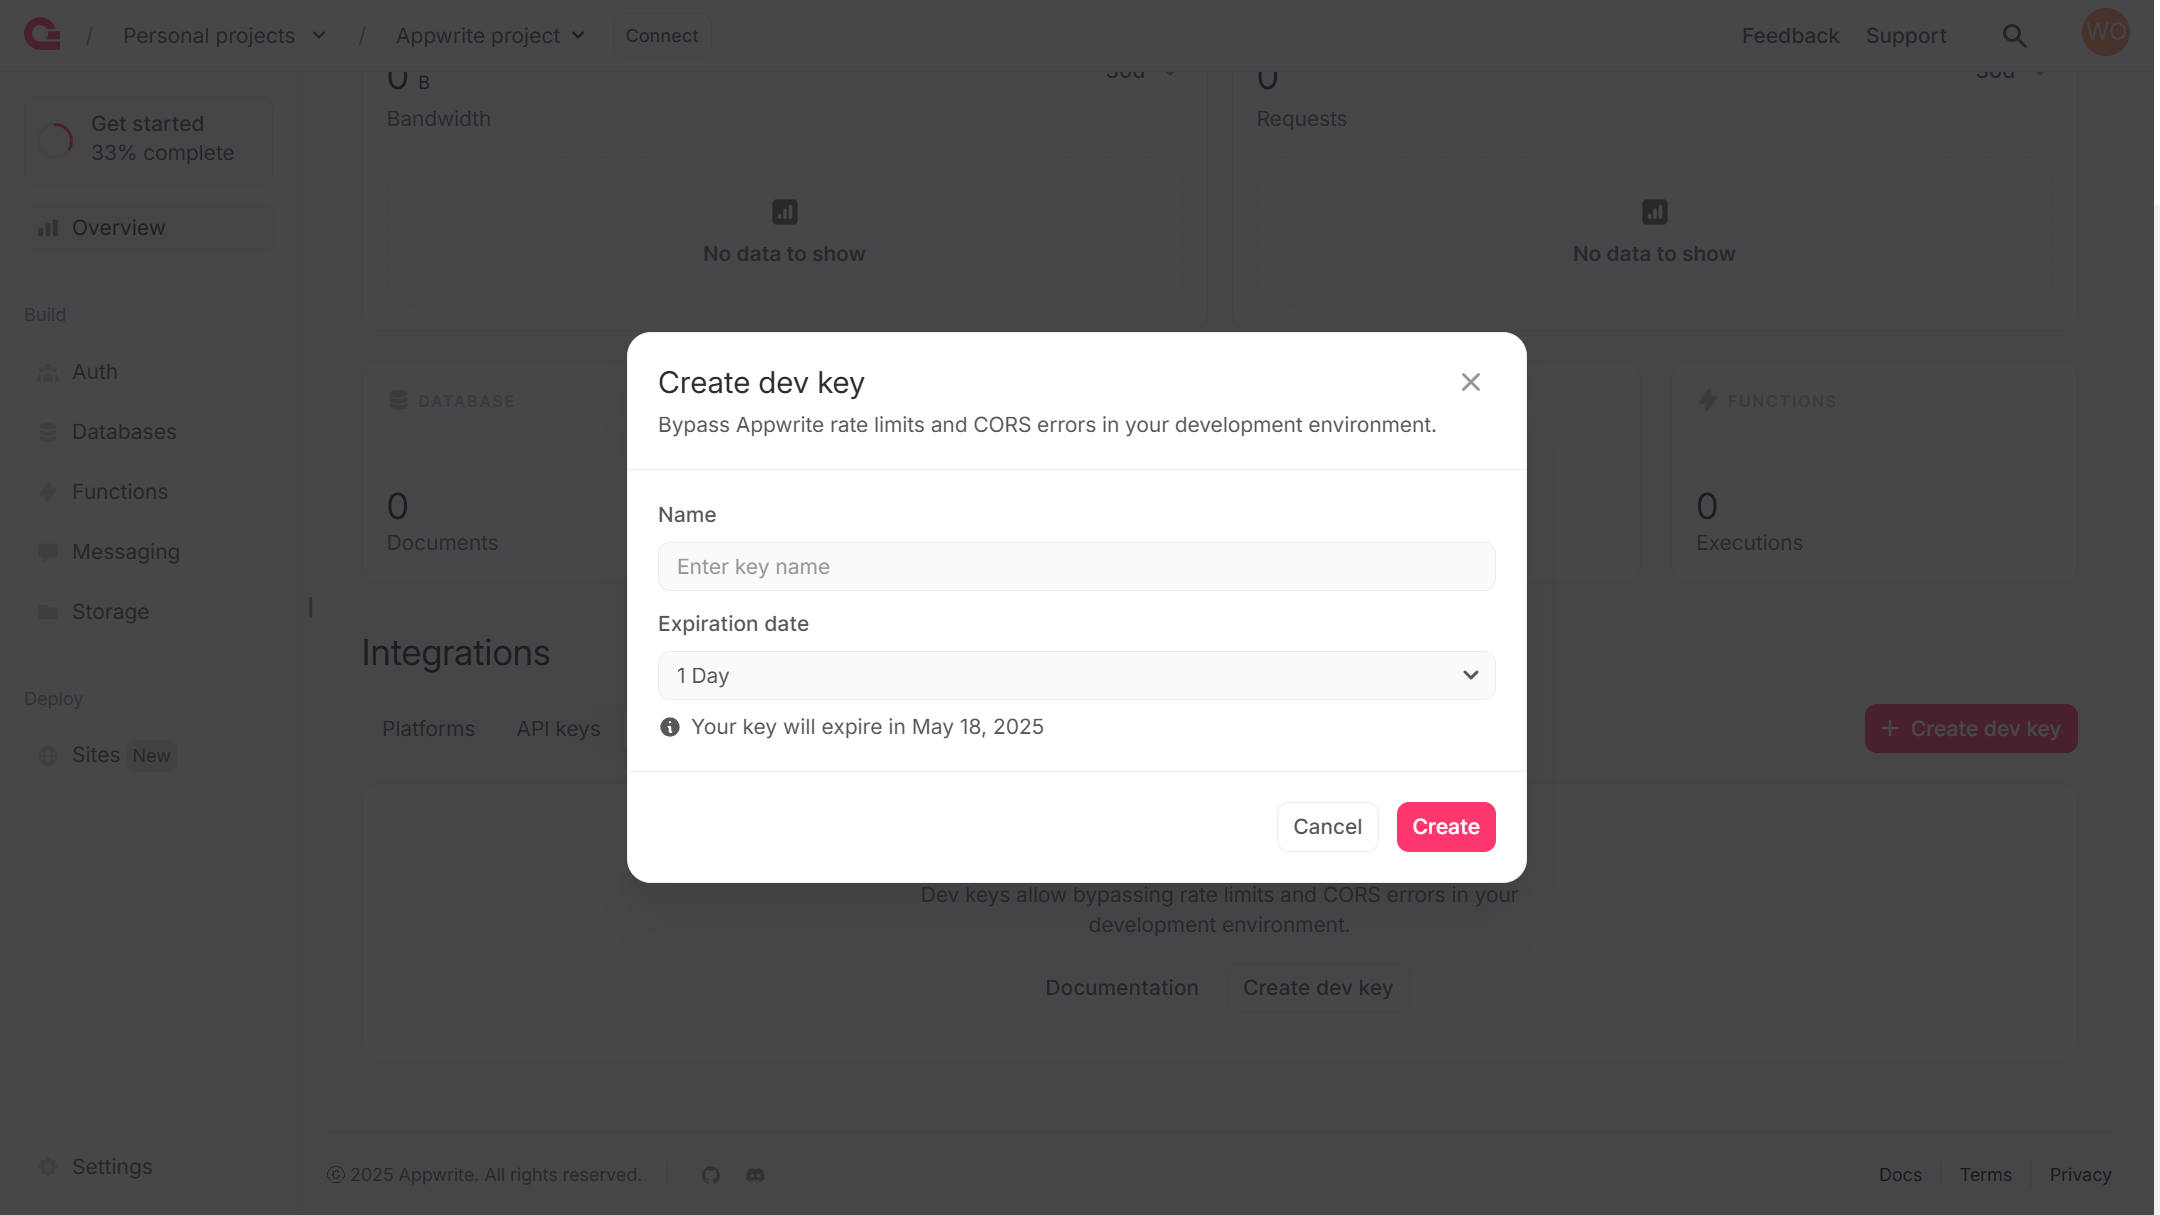 / Personal projects / Appwrite project Connect Feedback Support WO
Get started
33% complete
Overview
Build
Auth
Databases
Functions
Messaging
Storage
Deploy
Sites New
Settings
0 B 30d
Bandwidth
No data to show
0 30d
Requests
No data to show
DATABASE
0
Documents
FUNCTIONS
0
Executions
Integrations
Platforms API keys + Create dev key
Create dev key
Bypass Appwrite rate limits and CORS errors in your development environment.
Name
Enter key name
Expiration date
1 Day
Your key will expire in May 18, 2025
Cancel Create
Dev keys allow bypassing rate limits and CORS errors in your
development environment.
Documentation Create dev key
© 2025 Appwrite. All rights reserved. Docs Terms Privacy